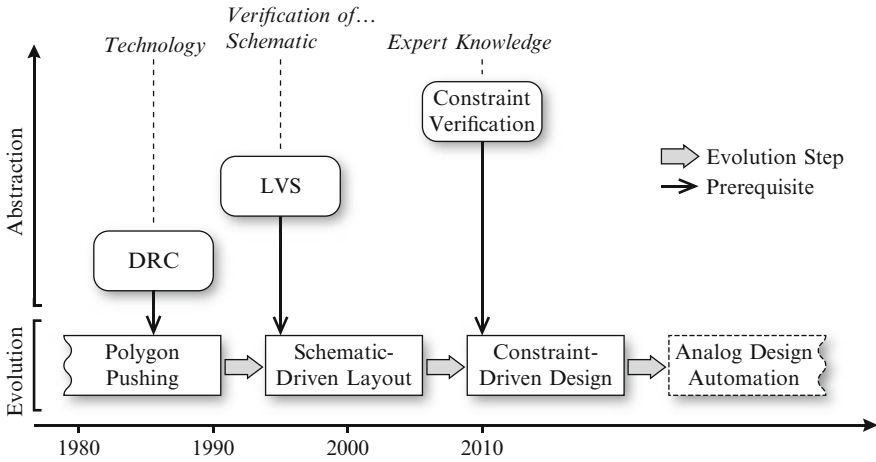 Verification of…
Technology
Schematic
Expert Knowledge
Constraint
Verification
LVS
DRC
Evolution Step
Prerequisite
Abstraction
Evolution
Polygon
Pushing
Schematic-
Driven Layout
Constraint-
Driven Design
Analog Design
Automation
1980
1990
2000
2010